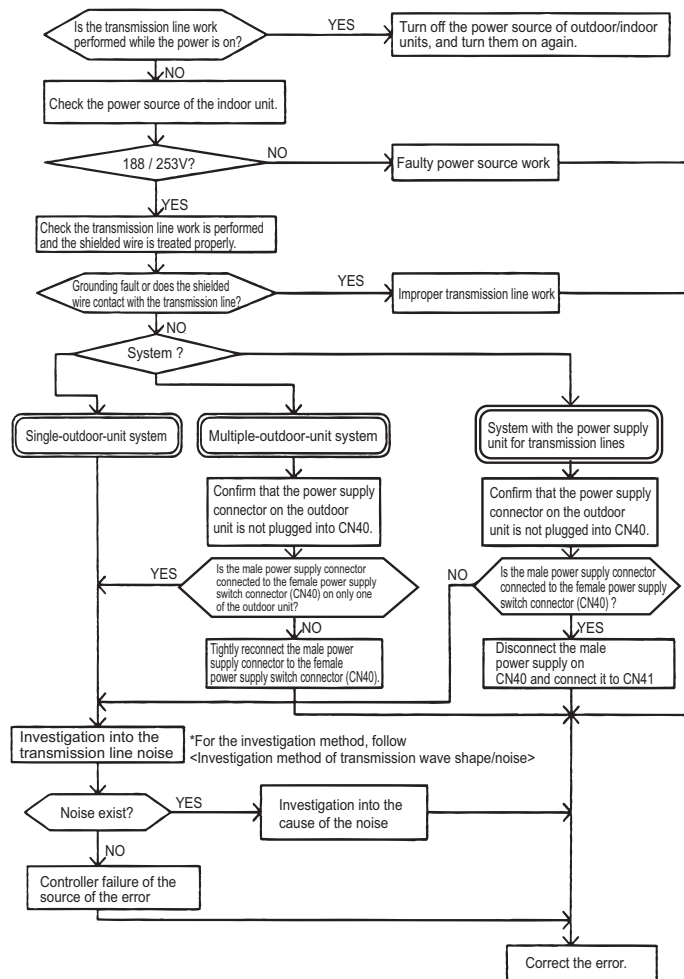 Is the transmission line work
performed while the power is on?
YES
Turn off the power source of outdoor/indoor
units, and turn them on again.
NO
Check the power source of the indoor unit.
188 / 253V?
NO
Faulty power source work
YES
Check the transmission line work is performed
and the shielded wire is treated properly.
Grounding fault or does the shielded
wire contact with the transmission line?
YES
Improper transmission line work
NO
System ?
Single-outdoor-unit system
Multiple-outdoor-unit system
System with the power supply
unit for transmission lines
Confirm that the power supply
connector on the outdoor
unit is not plugged into CN40.
Confirm that the power supply
connector on the outdoor
unit is not plugged into CN40.
YES
Is the male power supply connector
connected to the female power supply
switch connector (CN40) on only one
of the outdoor unit?
NO
Is the male power supply connector
connected to the female power supply
switch connector (CN40) ?
NO
YES
Tightly reconnect the male power
supply connector to the female
power supply switch connector (CN40).
Disconnect the male
power supply on
CN40 and connect it to CN41
Investigation into the
transmission line noise
*For the investigation method, follow
<Investigation method of transmission wave shape/noise>
Noise exist?
YES
Investigation into the
cause of the noise
NO
Controller failure of the
source of the error
Correct the error.